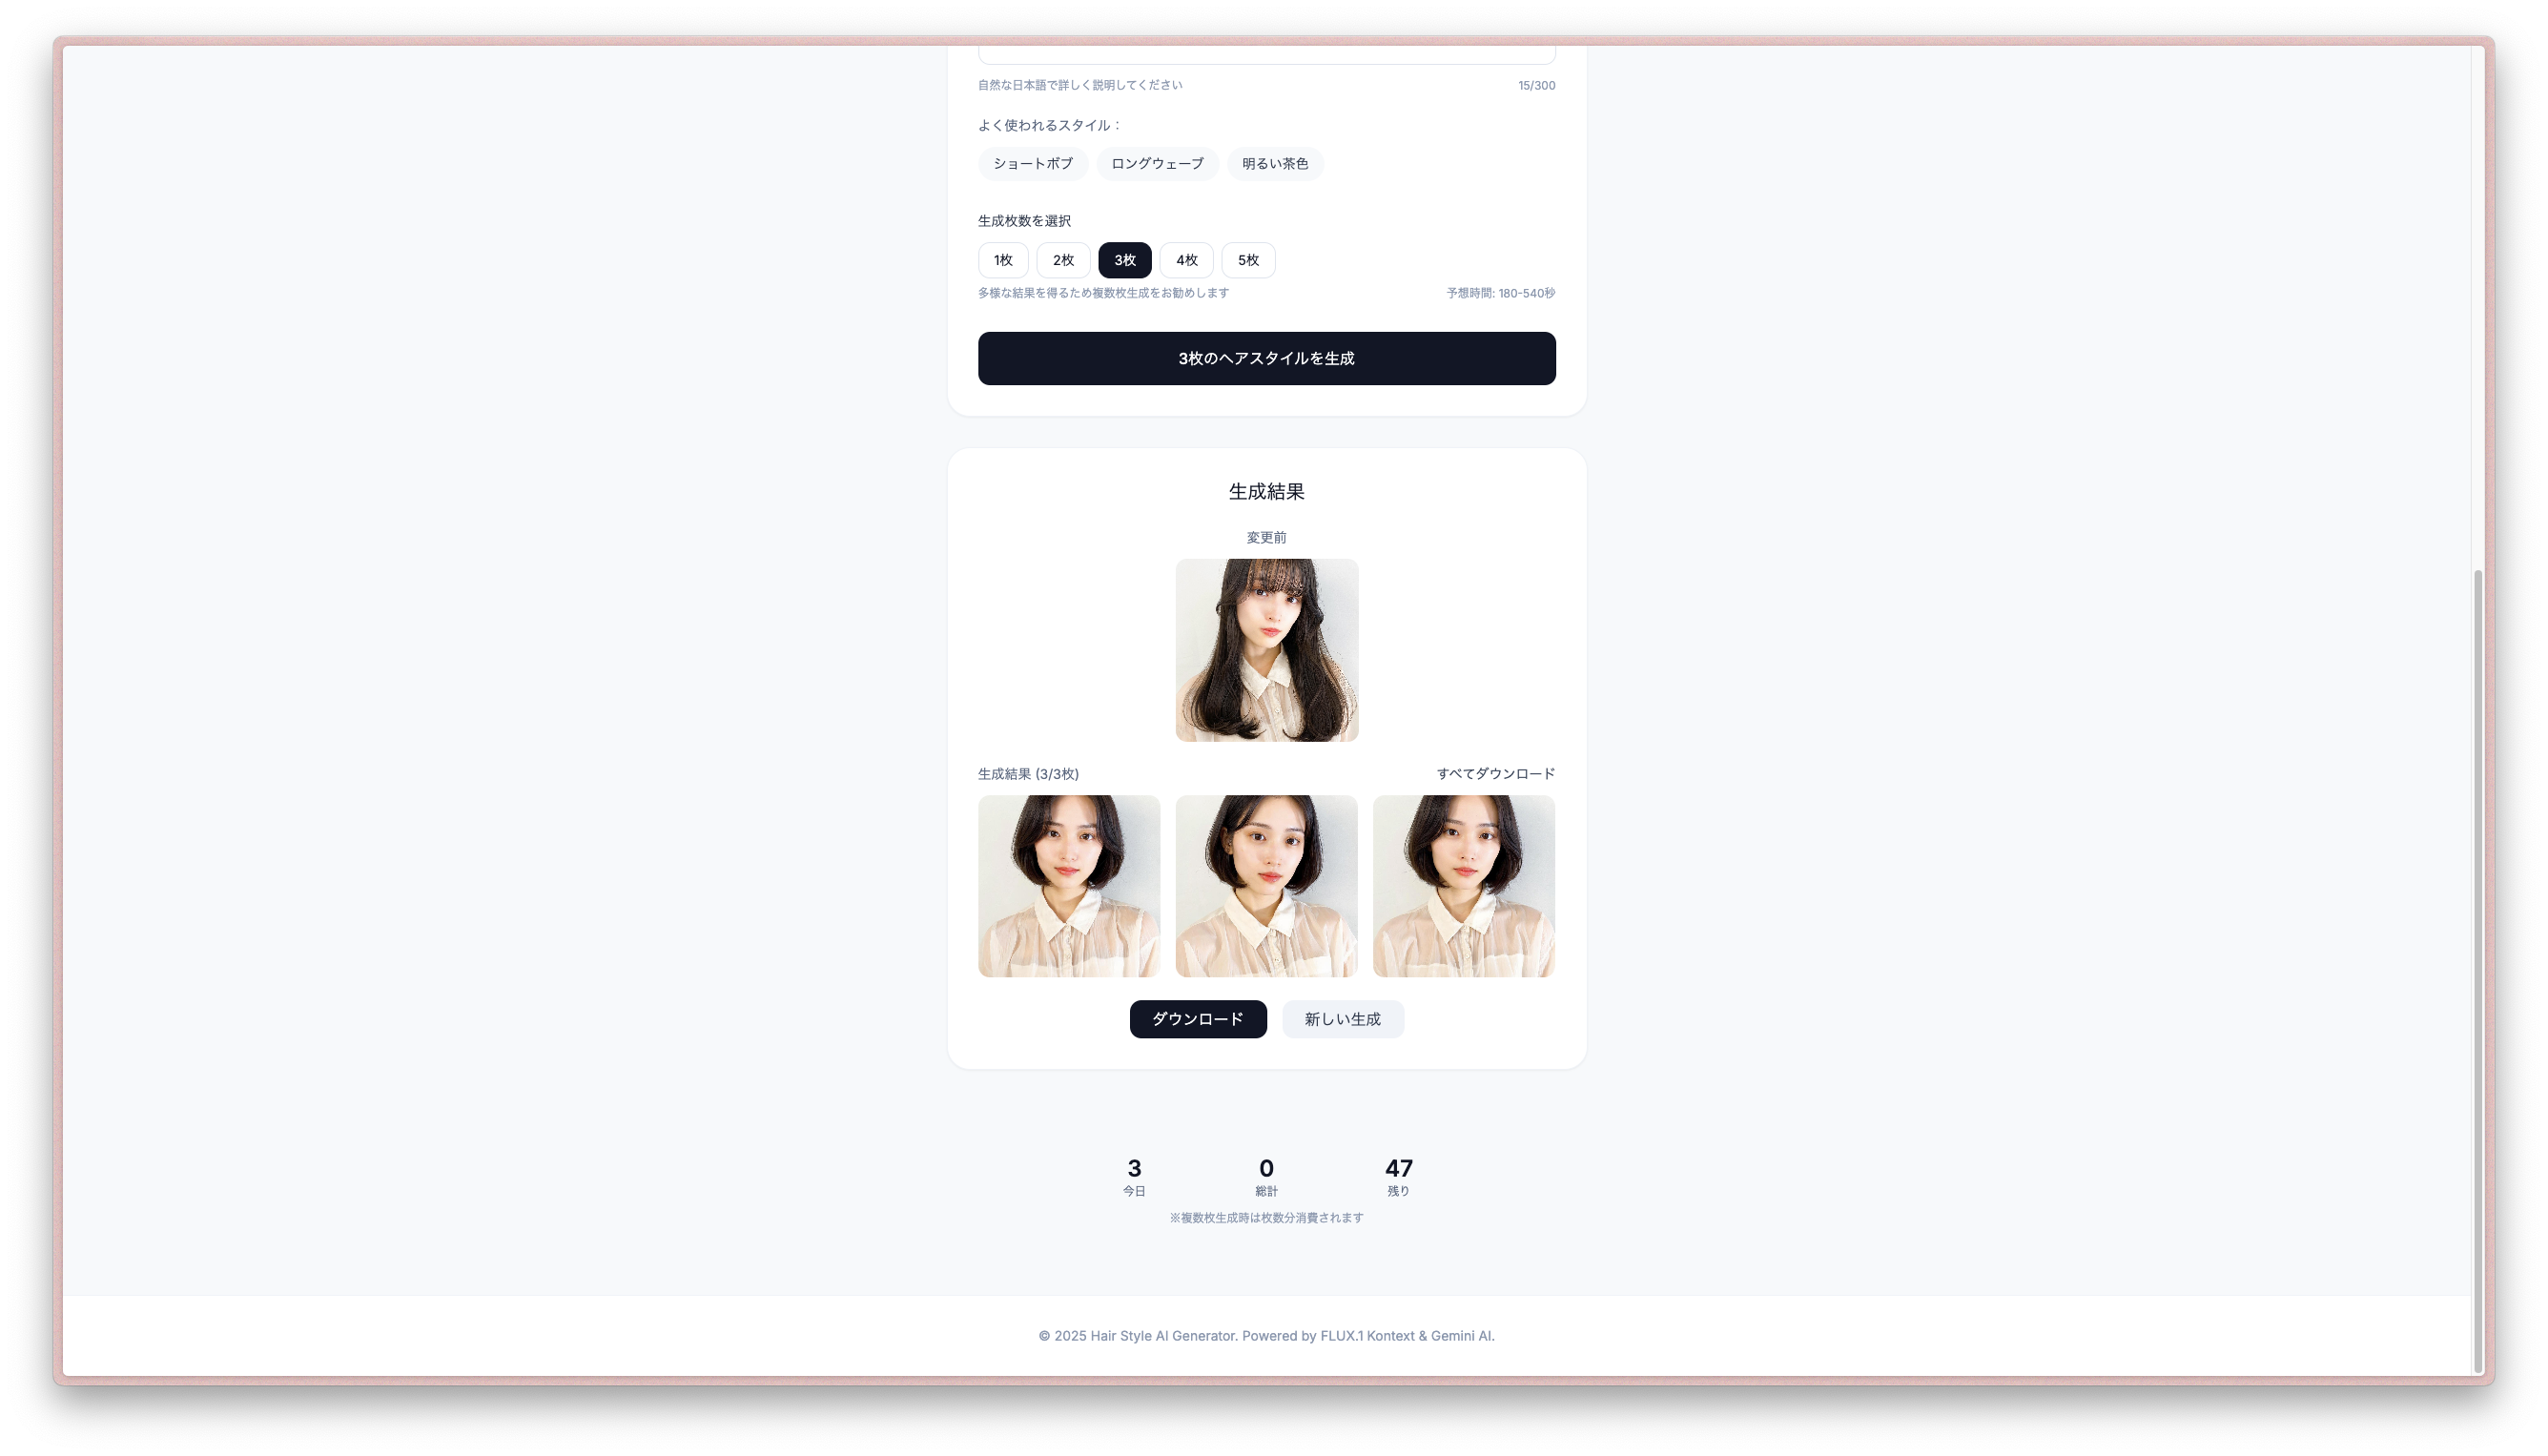 自然な日本語で詳しく説明してください 15/300
よく使われるスタイル：
ショートボブ ロングウェーブ 明るい茶色
生成枚数を選択
1枚 2枚 3枚 4枚 5枚
多様な結果を得るため複数枚生成をお勧めします 予想時間: 180-540秒
3枚のヘアスタイルを生成
生成結果
変更前
生成結果 (3/3枚) すべてダウンロード
ダウンロード 新しい生成
3 0 47
今日 総計 残り
※複数枚生成時は枚数分消費されます
© 2025 Hair Style AI Generator. Powered by FLUX.1 Kontext & Gemini AI.